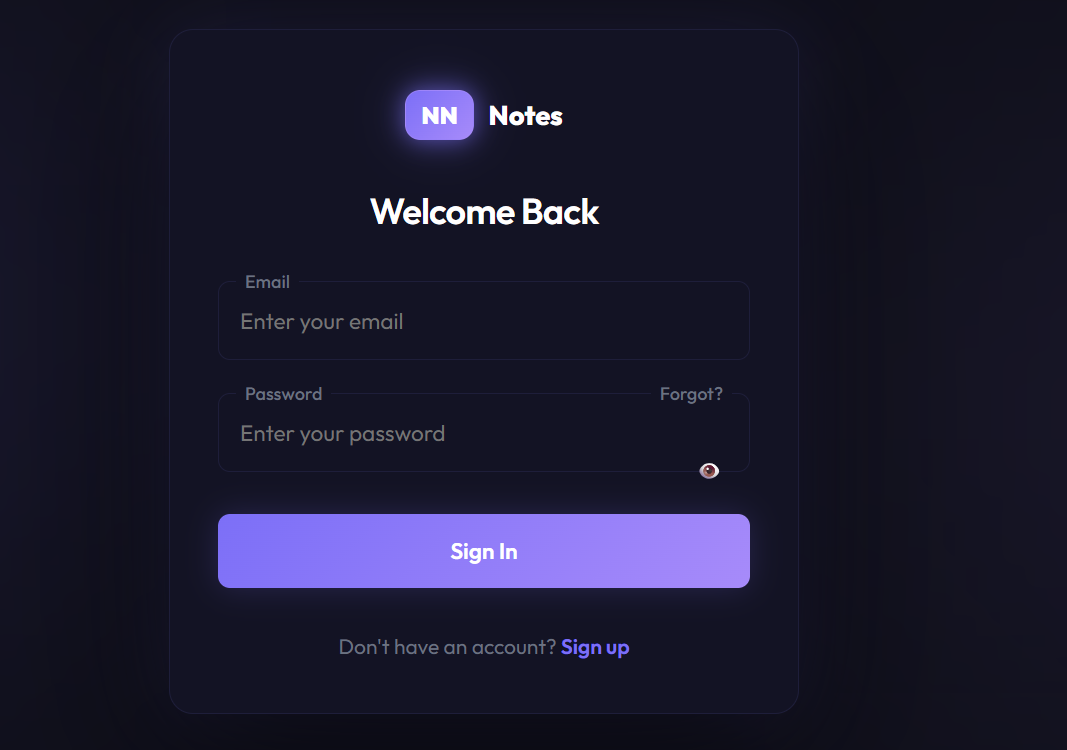 NN Notes
Welcome Back
Email
Enter your email
Password Forgot?
Enter your password
Sign In
Don't have an account? Sign up